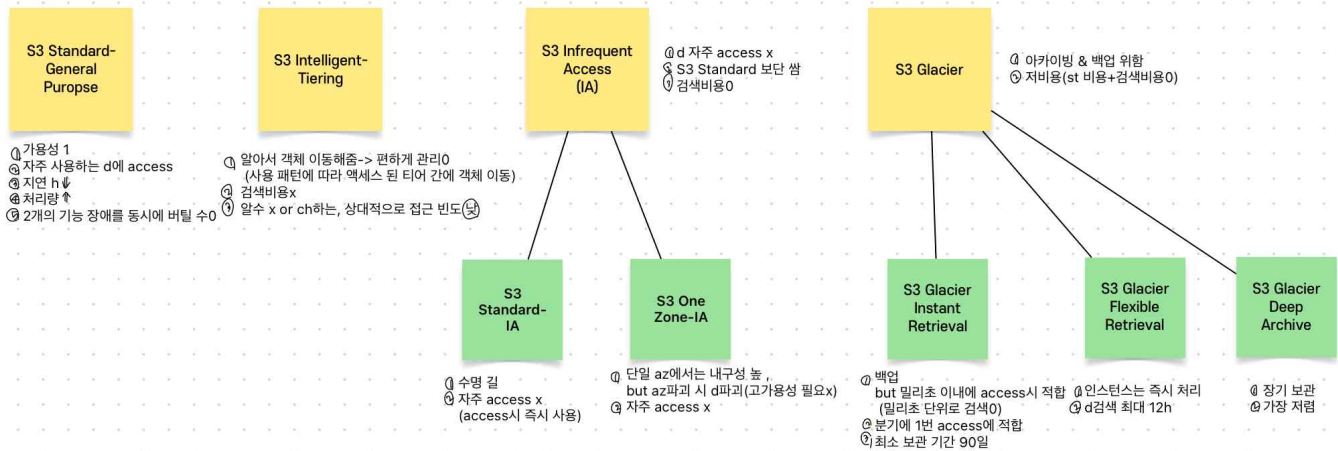 S3 Standard-
General
Puropse
① 가용성 1
② 자주 사용하는 d에 access
③ 지연 h↓
④ 처리량 ↑
⑤ 2개의 기능 장애를 동시에 버틸 수0
S3 Intelligent-
Tiering
① 알아서 객체 이동해줌-> 편하게 관리0
(사용 패턴에 따라 액세스 된 티어 간에 객체 이동)
② 검색비용x
③ 알수 x or ch하는, 상대적으로 접근 빈도 낮
S3 Infrequent
Access
(IA)
① d 자주 access x
② S3 Standard 보단 쌈
③ 검색비용0
S3
Standard-
IA
① 수명 길
② 자주 access x
(access시 즉시 사용)
S3 One
Zone-IA
① 단일 az에서는 내구성 높 ,
but az파괴 시 d파괴(고가용성 필요x)
② 자주 access x
S3 Glacier
① 아카이빙 & 백업 위함
② 저비용(st 비용+검색비용0)
S3 Glacier
Instant
Retrieval
① 백업
but 밀리초 이내에 access시 적합
(밀리초 단위로 검색0)
② 분기에 1번 access에 적합
③ 최소 보관 기간 90일
S3 Glacier
Flexible
Retrieval
① 인스턴스는 즉시 처리
② d검색 최대 12h
S3 Glacier
Deep
Archive
① 장기 보관
② 가장 저렴